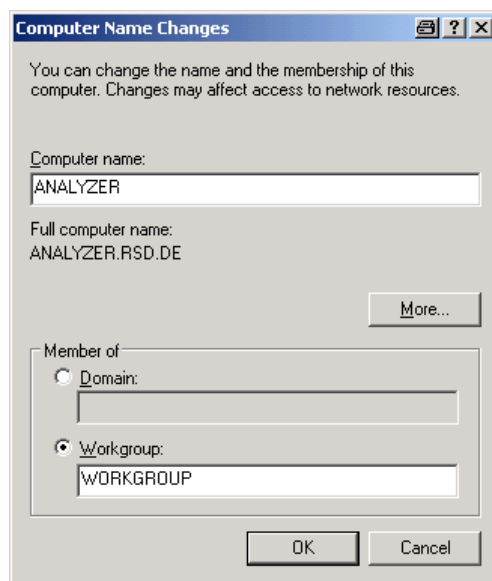 Computer Name Changes
You can change the name and the membership of this
computer. Changes may affect access to network resources.
Computer name:
ANALYZER
Full computer name:
ANALYZER.RSD.DE
More...
Member of
Domain:
Workgroup:
WORKGROUP
OK
Cancel